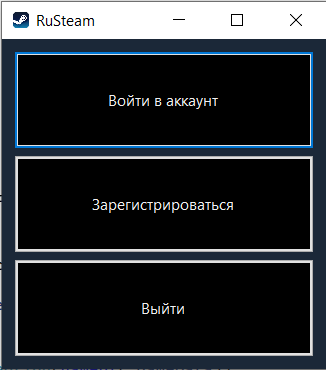 RuSteam
Войти в аккаунт
Зарегистрироваться
Выйти